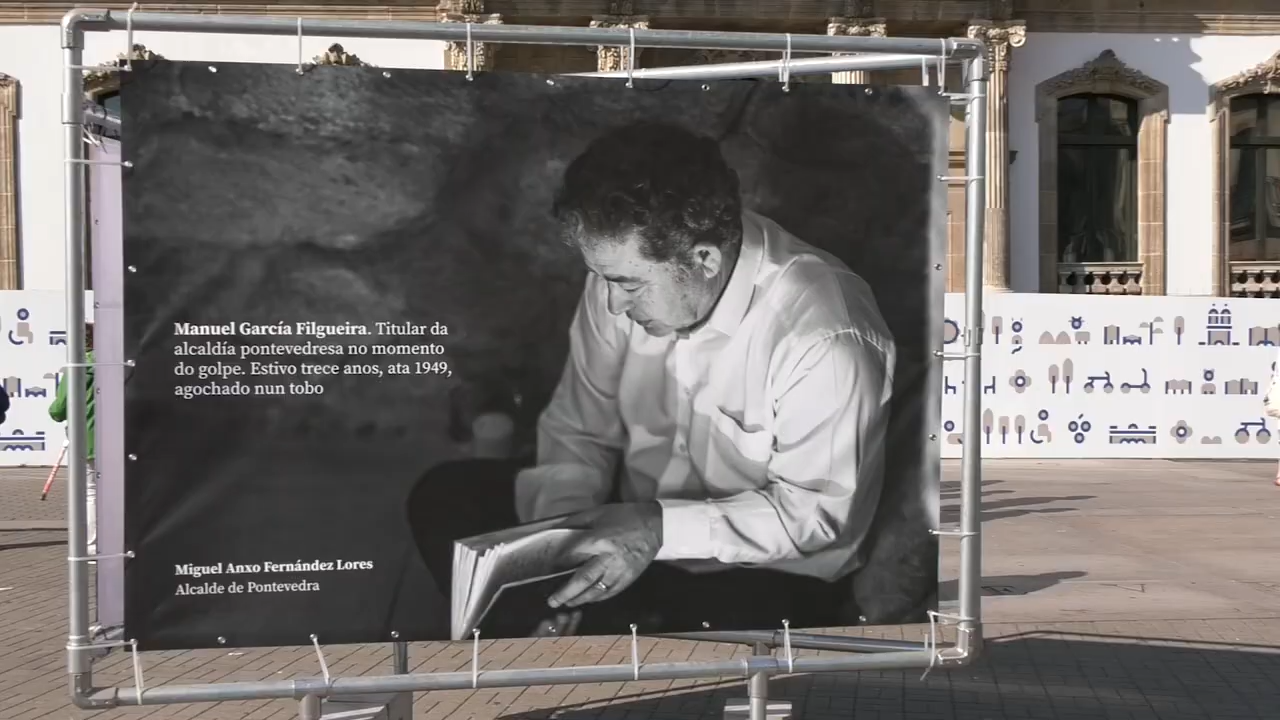 Manuel García Filgueira. Titular da
alcaldía pontevedresa no momento
do golpe. Estivo trece anos, ata 1949,
agochado nun tobo
Miguel Anxo Fernández Lores
Alcalde de Pontevedra